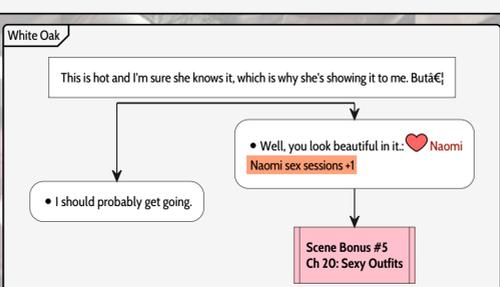 White Oak
This is hot and I'm sure she knows it, which is why she's showing it to me. Butâ€¦
• Well, you look beautiful in it.: Naomi
Naomi sex sessions +1
• I should probably get going.
Scene Bonus #5
Ch 20: Sexy Outfits